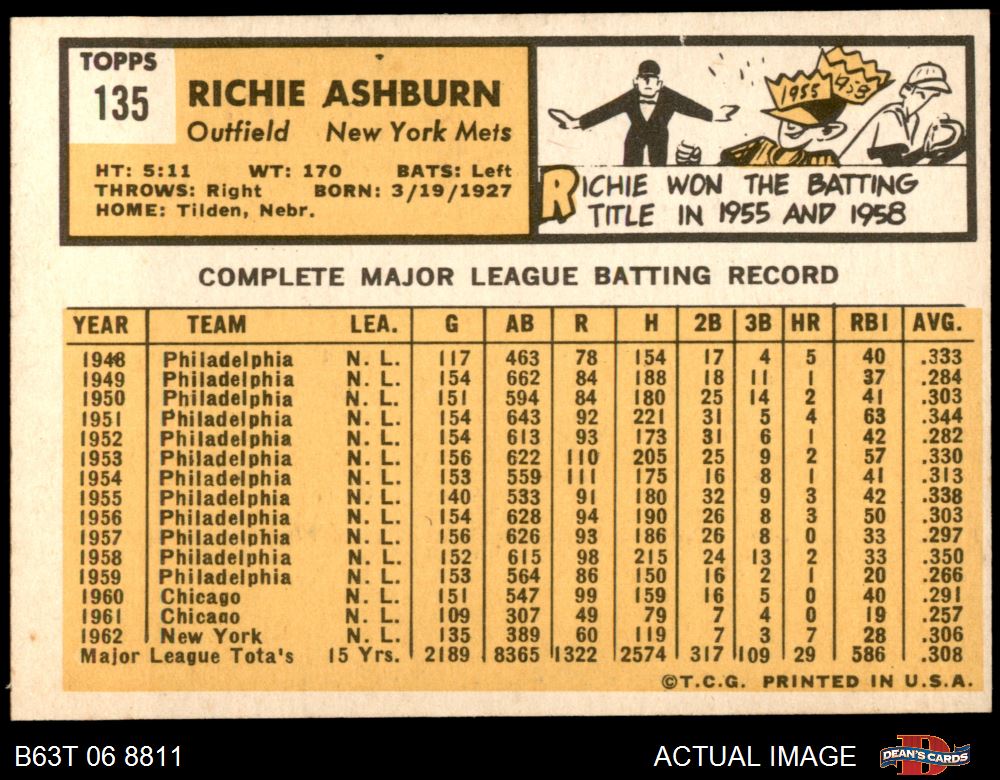 TOPPS
135
RICHIE ASHBURN
Outfield New York Mets
HT: 5:11 WT: 170 BATS: Left
THROWS: Right BORN: 3/19/1927
HOME: Tilden, Nebr.
1955 1958
RICHIE WON THE BATTING
TITLE IN 1955 AND 1958
COMPLETE MAJOR LEAGUE BATTING RECORD
YEAR TEAM LEA. G AB R H 2B 3B HR RBI AVG.
1948 Philadelphia N. L. 117 463 78 154 17 4 5 40 .333
1949 Philadelphia N. L. 154 662 84 188 18 11 1 37 .284
1950 Philadelphia N. L. 151 594 84 180 25 14 2 41 .303
1951 Philadelphia N. L. 154 643 92 221 31 5 4 63 .344
1952 Philadelphia N. L. 154 613 93 173 31 6 1 42 .282
1953 Philadelphia N. L. 156 622 110 205 25 9 2 57 .330
1954 Philadelphia N. L. 153 559 111 175 16 8 1 41 .313
1955 Philadelphia N. L. 140 533 91 180 32 9 3 42 .338
1956 Philadelphia N. L. 154 628 94 190 26 8 3 50 .303
1957 Philadelphia N. L. 156 626 93 186 26 8 0 33 .297
1958 Philadelphia N. L. 152 615 98 215 24 13 2 33 .350
1959 Philadelphia N. L. 153 564 86 150 16 2 1 20 .266
1960 Chicago N. L. 151 547 99 159 16 5 0 40 .291
1961 Chicago N. L. 109 307 49 79 7 4 0 19 .257
1962 New York N. L. 135 389 60 119 7 3 7 28 .306
Major League Tota's 15 Yrs. 2189 8365 1322 2574 317 109 29 586 .308
©T.C.G. PRINTED IN U.S.A.
B63T 06 8811 ACTUAL IMAGE DEAN'S CARDS